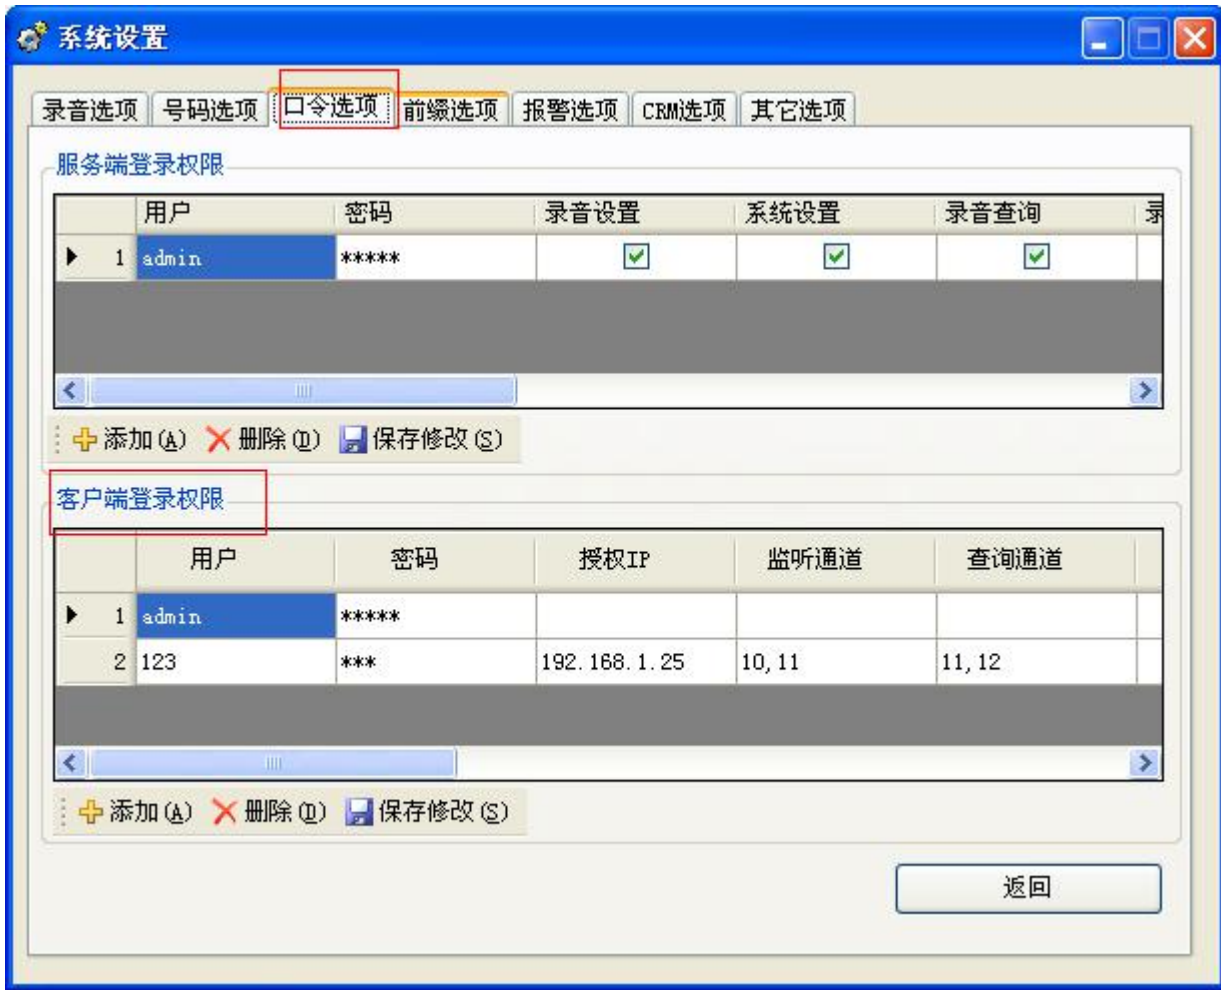 系统设置
录音选项 号码选项 口令选项 前缀选项 报警选项 CRM选项 其它选项
服务端登录权限
用户 密码 录音设置 系统设置 录音查询 录
1 admin *****
添加(A) 删除(D) 保存修改(S)
客户端登录权限
用户 密码 授权IP 监听通道 查询通道
1 admin *****
2 123 *** 192.168.1.25 10,11 11,12
添加(A) 删除(D) 保存修改(S)
返回